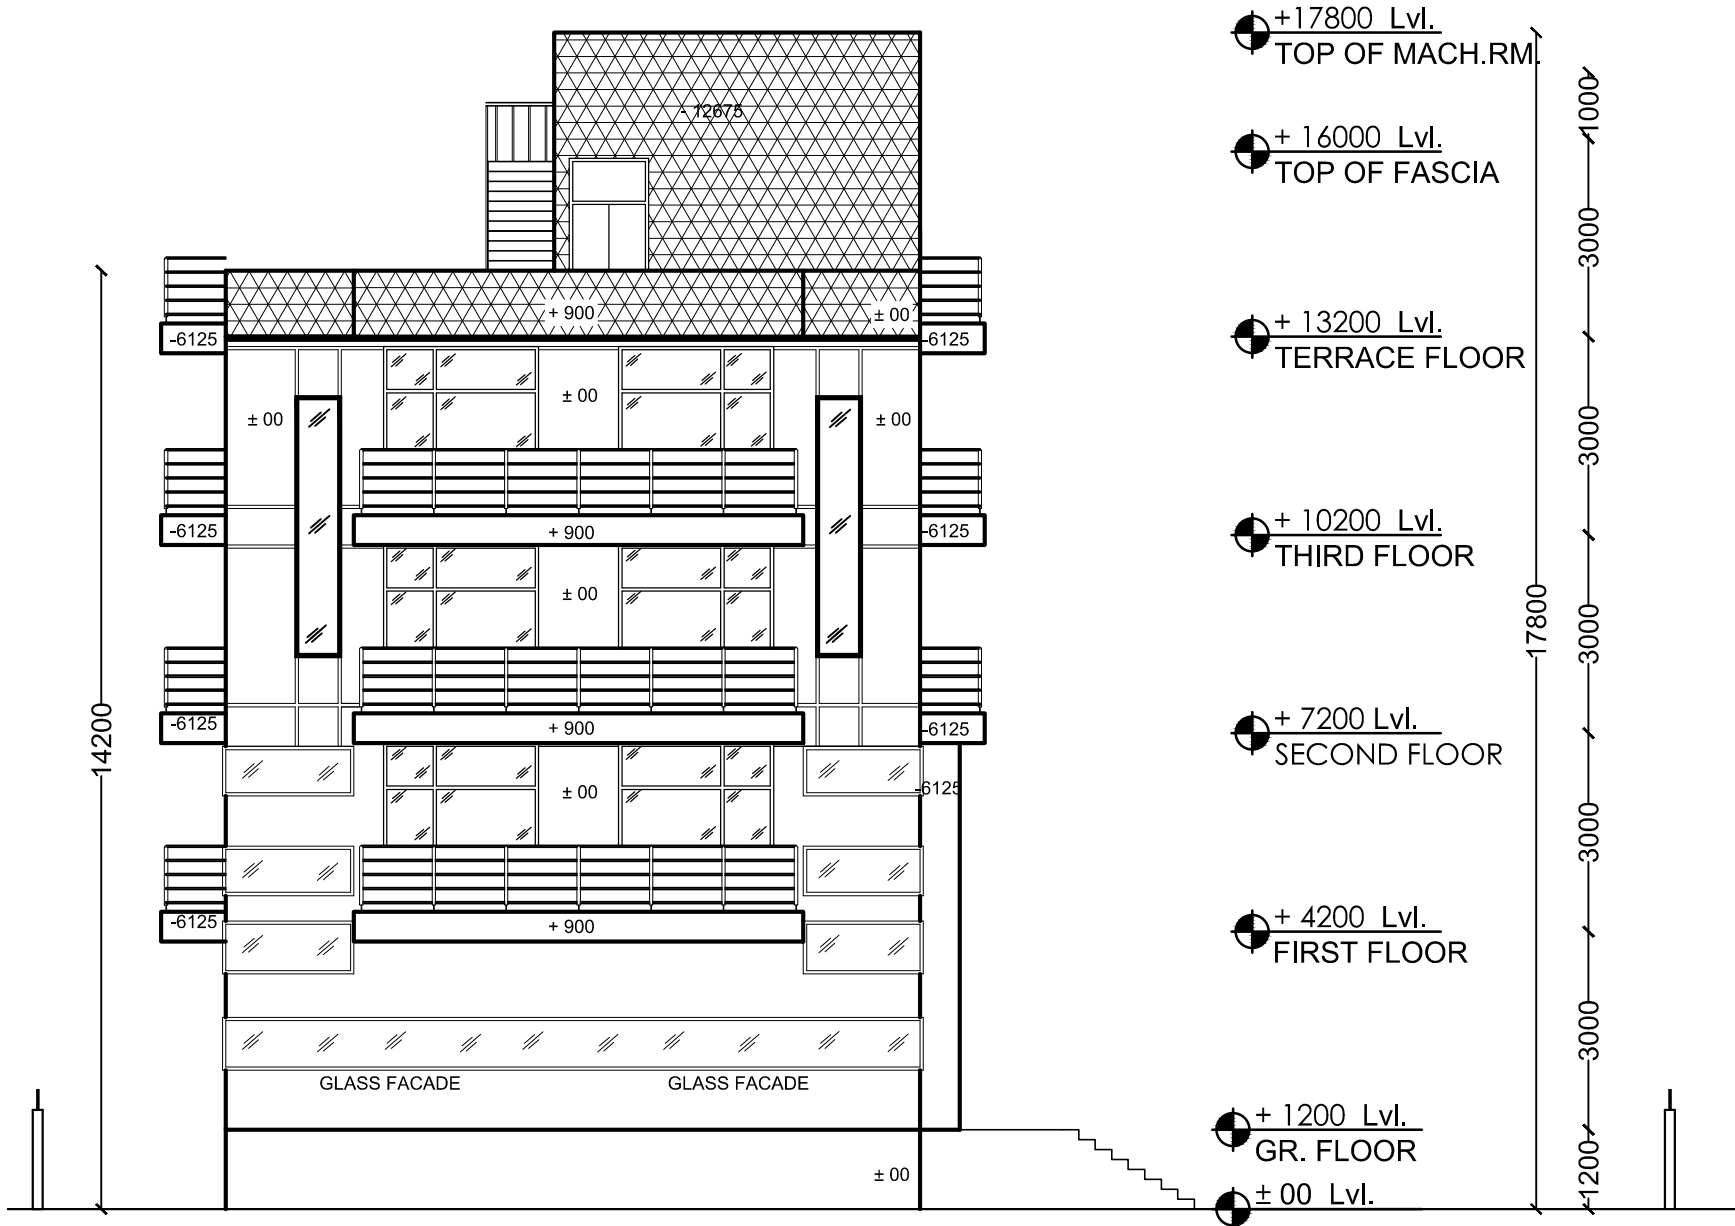 +17800 Lvl.
TOP OF MACH.RM.
1000
- 12675
+ 16000 Lvl.
TOP OF FASCIA
3000
+ 900
± 00
+ 13200 Lvl.
TERRACE FLOOR
-6125
-6125
± 00
± 00
± 00
3000
+ 10200 Lvl.
THIRD FLOOR
-6125
+ 900
-6125
± 00
17800
3000
14200
+ 7200 Lvl.
SECOND FLOOR
-6125
+ 900
-6125
± 00
-6125
3000
+ 4200 Lvl.
FIRST FLOOR
-6125
+ 900
3000
GLASS FACADE
GLASS FACADE
+ 1200 Lvl.
GR. FLOOR
± 00
1200
± 00 Lvl.